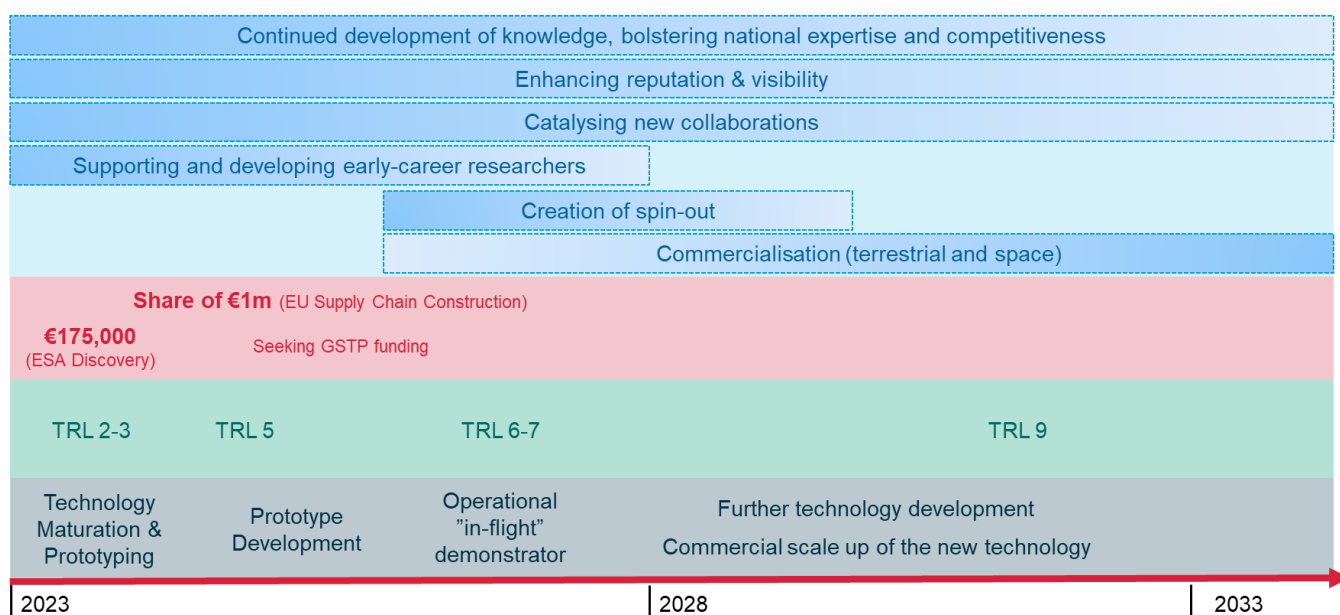 Continued development of knowledge, bolstering national expertise and competitiveness
Enhancing reputation & visibility
Catalysing new collaborations
Supporting and developing early-career researchers
Creation of spin-out
Commercialisation (terrestrial and space)
Share of €1m (EU Supply Chain Construction)
€175,000
(ESA Discovery)
Seeking GSTP funding
TRL 2-3
TRL 5
TRL 6-7
TRL 9
Technology
Maturation &
Prototyping
Prototype
Development
Operational
”in-flight”
demonstrator
Further technology development
Commercial scale up of the new technology
2023
2028
2033